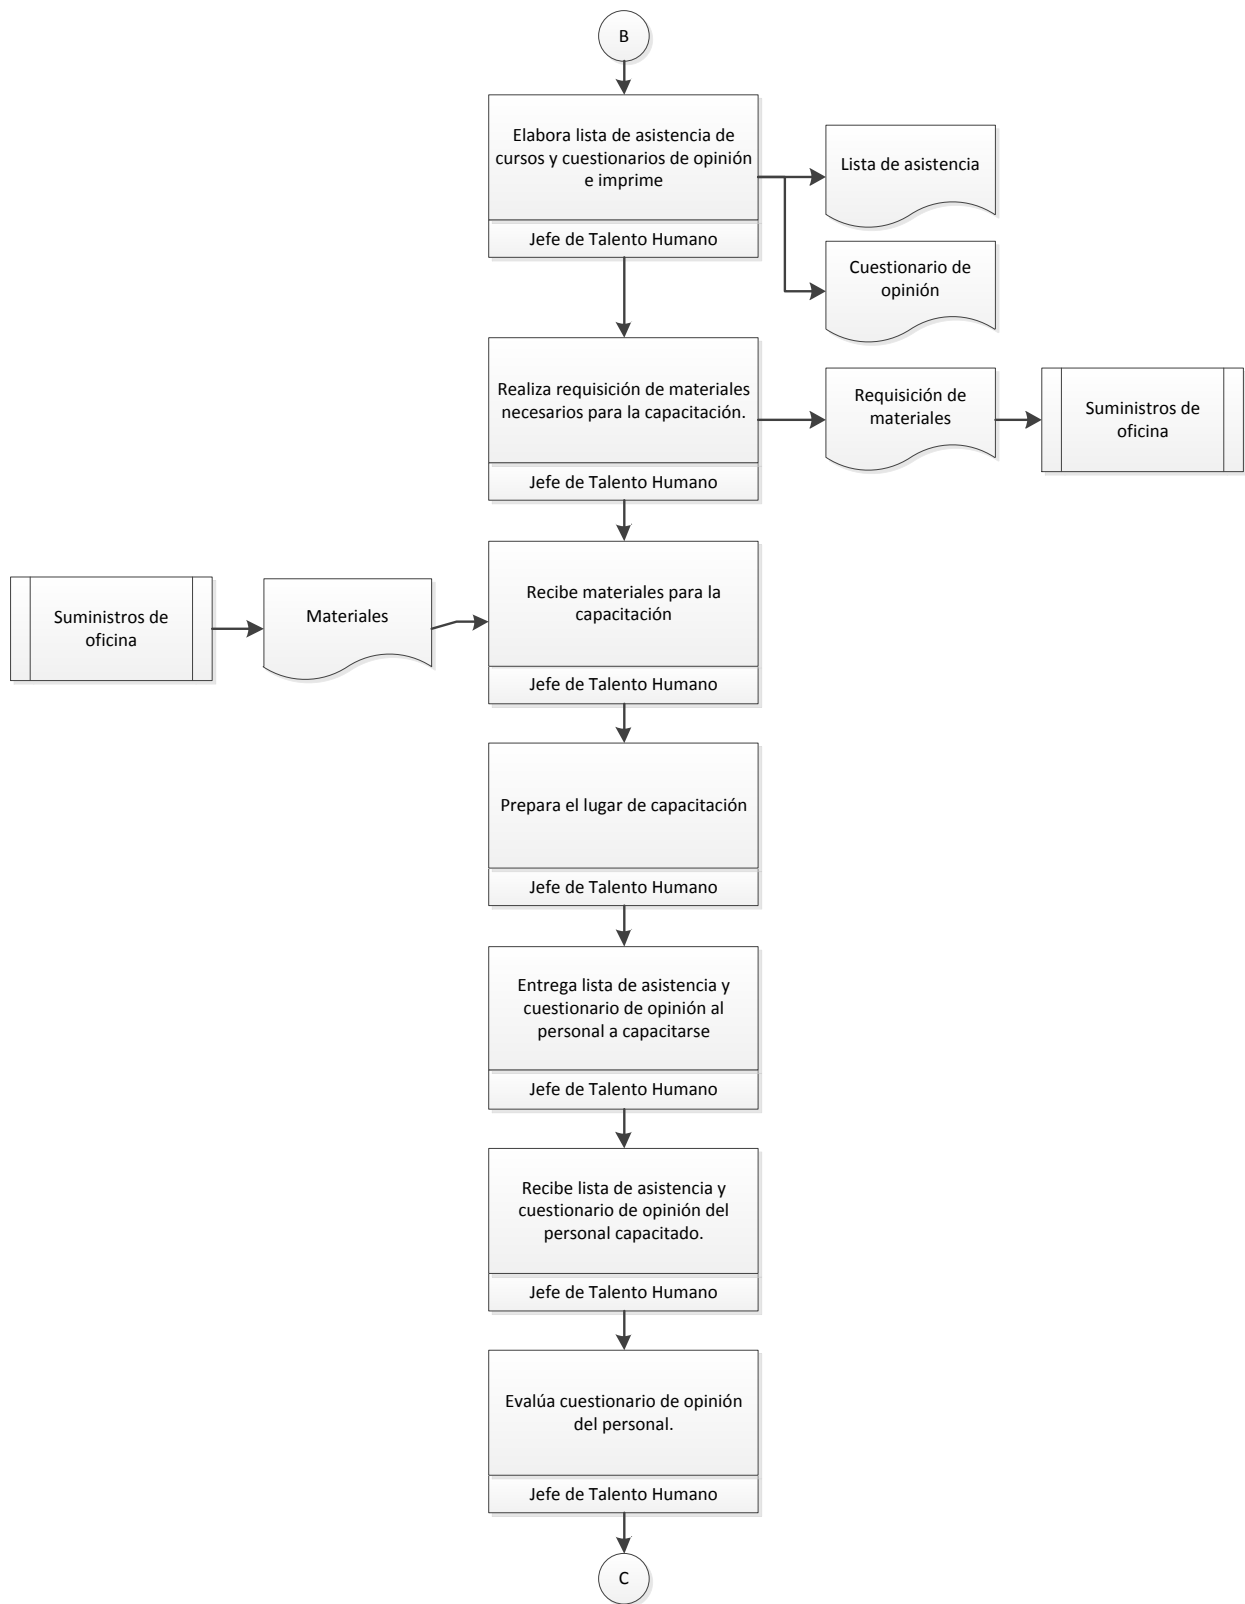 B
Elabora lista de asistencia de
cursos y cuestionarios de opinión
e imprime
Jefe de Talento Humano
Lista de asistencia
Cuestionario de
opinión
Realiza requisición de materiales
necesarios para la capacitación.
Jefe de Talento Humano
Requisición de
materiales
Suministros de
oficina
Suministros de
oficina
Materiales
Recibe materiales para la
capacitación
Jefe de Talento Humano
Prepara el lugar de capacitación
Jefe de Talento Humano
Entrega lista de asistencia y
cuestionario de opinión al
personal a capacitarse
Jefe de Talento Humano
Recibe lista de asistencia y
cuestionario de opinión del
personal capacitado.
Jefe de Talento Humano
Evalúa cuestionario de opinión
del personal.
Jefe de Talento Humano
C